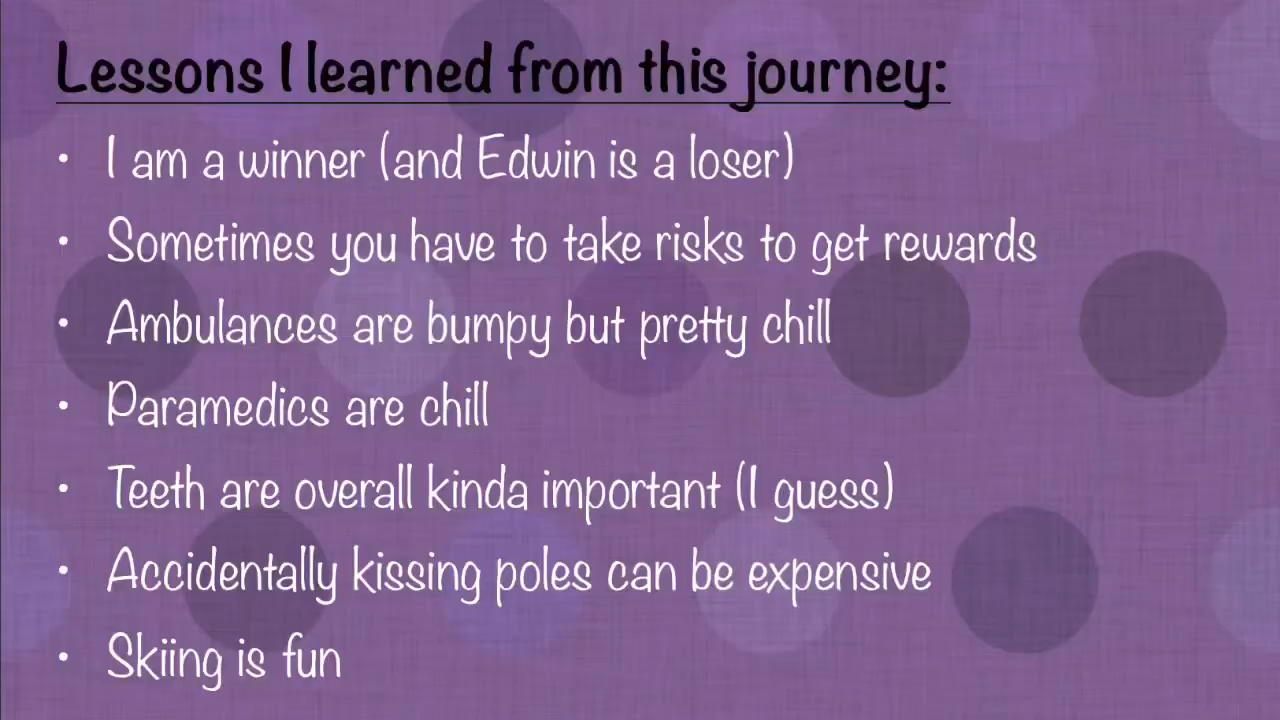 Lessons I learned from this journey:
• I am a winner (and Edwin is a loser)
• Sometimes you have to take risks to get rewards
• Ambulances are bumpy but pretty chill
• Paramedics are chill
• Teeth are overall kinda important (I guess)
• Accidentally kissing poles can be expensive
• Skiing is fun